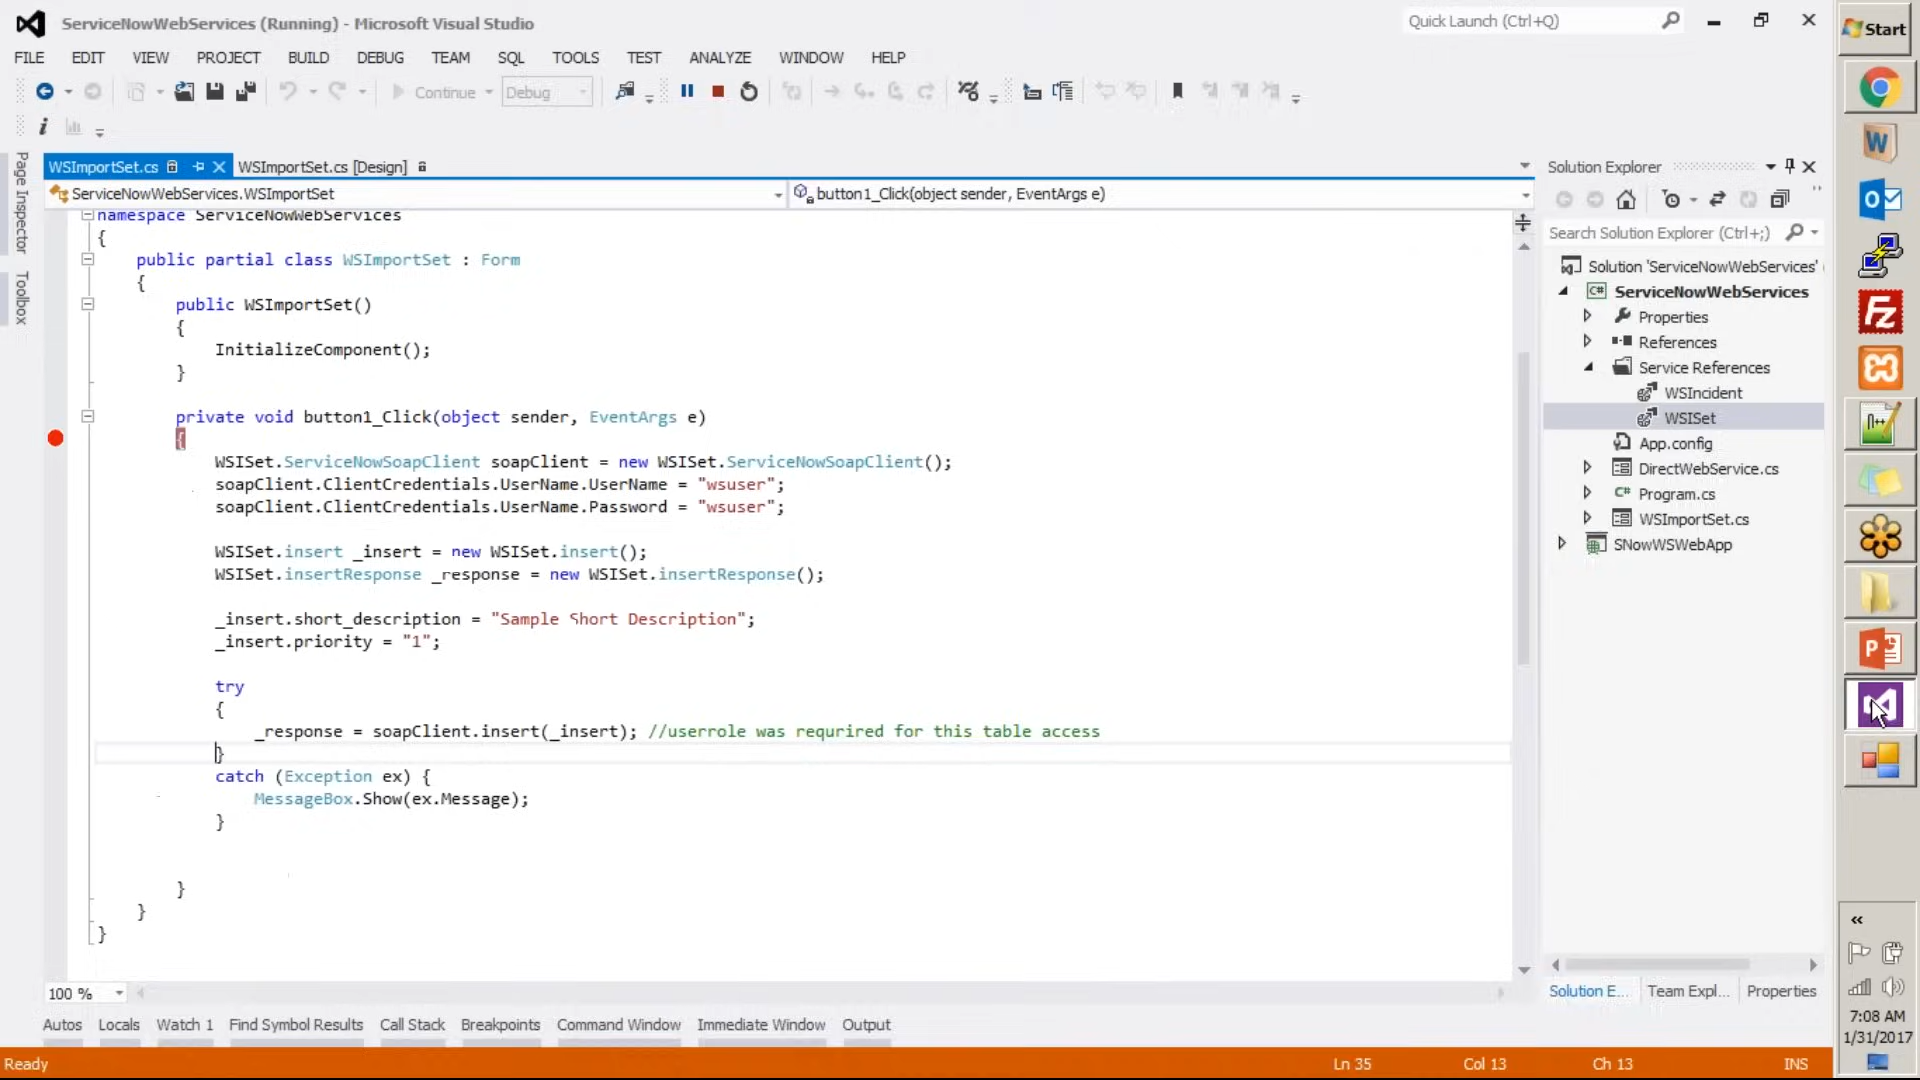 ServiceNowWebServices (Running) - Microsoft Visual Studio
Quick Launch (Ctrl+Q)
Start
FILE EDIT VIEW PROJECT BUILD DEBUG TEAM SQL TOOLS TEST ANALYZE WINDOW HELP
Continue Debug
Page Inspector
Toolbox
WSImportSet.cs
WSImportSet.cs [Design]
Solution Explorer
ServiceNowWebServices.WSImportSet
button1_Click(object sender, EventArgs e)
Search Solution Explorer (Ctrl+;)
namespace ServiceNowWebServices
{
public partial class WSImportSet : Form
{
public WSImportSet()
{
InitializeComponent();
}
private void button1_Click(object sender, EventArgs e)
{
WSISet.ServiceNowSoapClient soapClient = new WSISet.ServiceNowSoapClient();
soapClient.ClientCredentials.UserName.UserName = "wsuser";
soapClient.ClientCredentials.UserName.Password = "wsuser";
WSISet.insert _insert = new WSISet.insert();
WSISet.insertResponse _response = new WSISet.insertResponse();
_insert.short_description = "Sample Short Description";
_insert.priority = "1";
try
{
_response = soapClient.insert(_insert); //userrole was requrired for this table access
}
catch (Exception ex) {
MessageBox.Show(ex.Message);
}
}
}
}
Solution 'ServiceNowWebServices'
C# ServiceNowWebServices
Properties
References
Service References
WSIncident
WSISet
App.config
DirectWebService.cs
C# Program.cs
WSImportSet.cs
SNowWSWebApp
100 %
Solution E... Team Expl... Properties
Autos Locals Watch 1 Find Symbol Results Call Stack Breakpoints Command Window Immediate Window Output
Ready
Ln 35 Col 13 Ch 13 INS
7:08 AM
1/31/2017